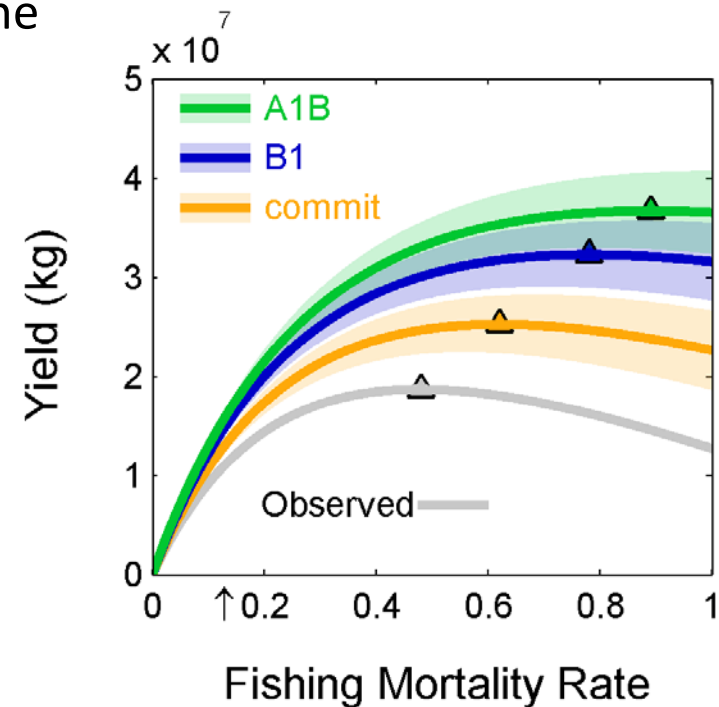 ne
x 10 7
5
A1B
B1
commit
4
3
2
1
0
Yield (kg)
Observed
0 ↑ 0.2 0.4 0.6 0.8 1
Fishing Mortality Rate